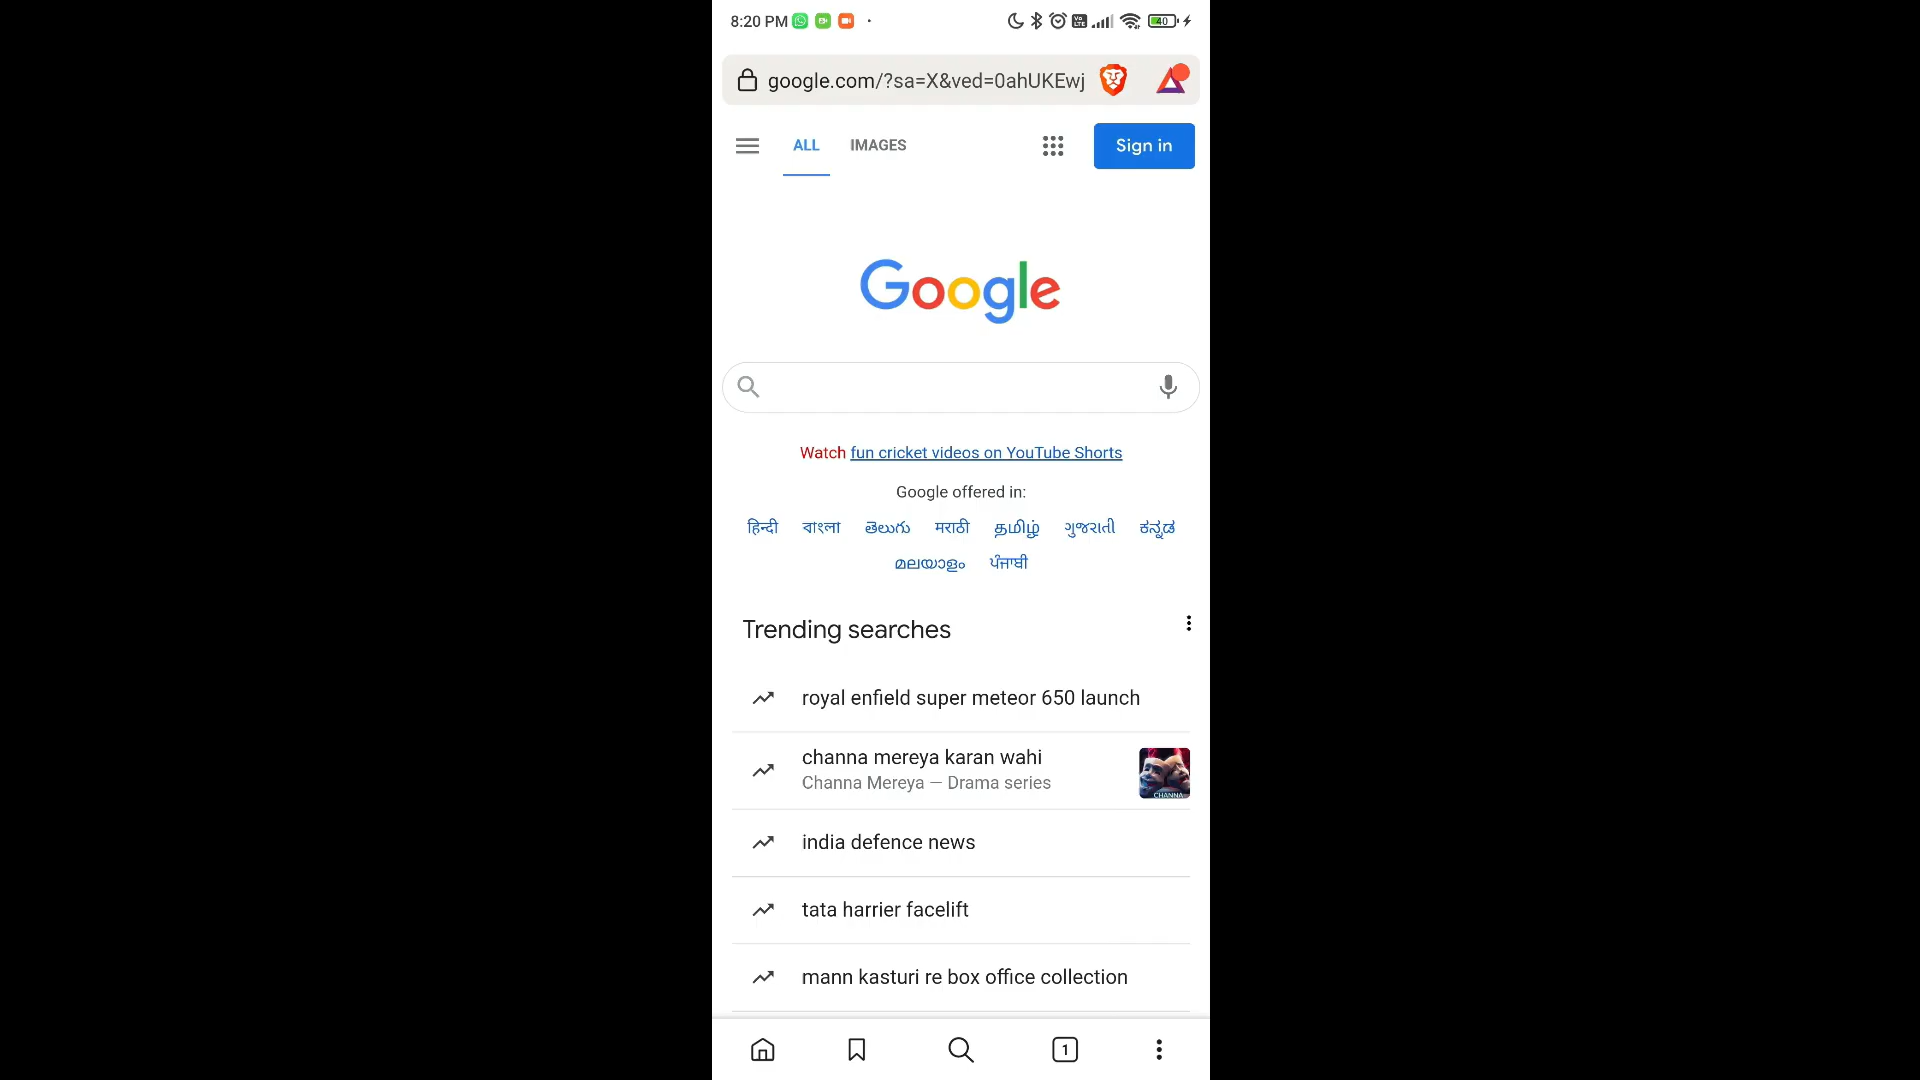 8:20 PM
40
google.com/?sa=X&ved=0ahUKEwj
ALL IMAGES
Sign in
Google
Watch fun cricket videos on YouTube Shorts
Google offered in:
हिन्दी বাংলা తెలుగు मराठी தமிழ் ગુજરાતી ಕನ್ನಡ
മലയാളം ਪੰਜਾਬੀ
Trending searches
royal enfield super meteor 650 launch
channa mereya karan wahi
Channa Mereya — Drama series
CHANNA
india defence news
tata harrier facelift
mann kasturi re box office collection
1